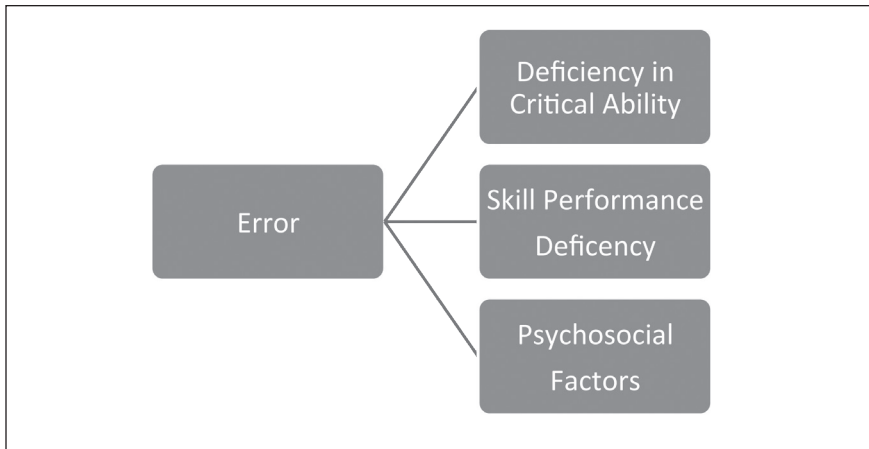 Error
Deficiency in
Critical Ability
Skill Performance
Deficency
Psychosocial
Factors